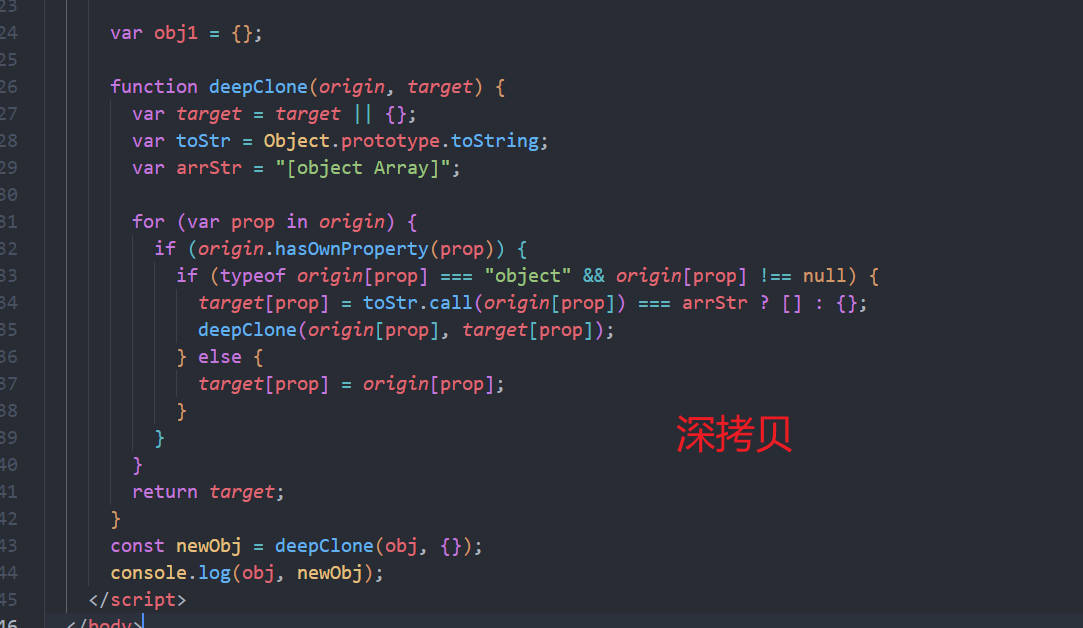 23
24 var obj1 = {};
25
26 function deepClone(origin, target) {
27 var target = target || {};
28 var toStr = Object.prototype.toString;
29 var arrStr = "[object Array]";
30
31 for (var prop in origin) {
32 if (origin.hasOwnProperty(prop)) {
33 if (typeof origin[prop] === "object" && origin[prop] !== null) {
34 target[prop] = toStr.call(origin[prop]) === arrStr ? [] : {};
35 deepClone(origin[prop], target[prop]);
36 } else {
37 target[prop] = origin[prop];
38 }
深拷贝
39 }
40 }
41 return target;
42 }
43 const newObj = deepClone(obj, {});
44 console.log(obj, newObj);
45 </script>
46 </body>